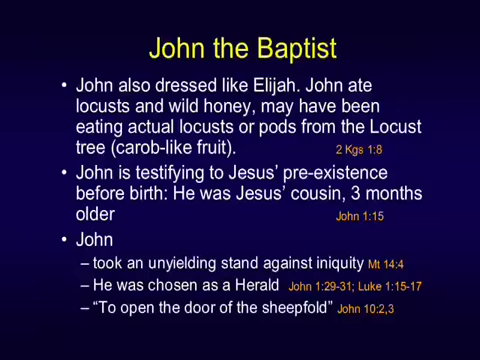 John the Baptist
• John also dressed like Elijah. John ate
locusts and wild honey, may have been
eating actual locusts or pods from the Locust
tree (carob-like fruit). 2 Kgs 1:8
• John is testifying to Jesus’ pre-existence
before birth: He was Jesus’ cousin, 3 months
older John 1:15
• John
– took an unyielding stand against iniquity Mt 14:4
– He was chosen as a Herald John 1:29-31; Luke 1:15-17
– “To open the door of the sheepfold” John 10:2,3